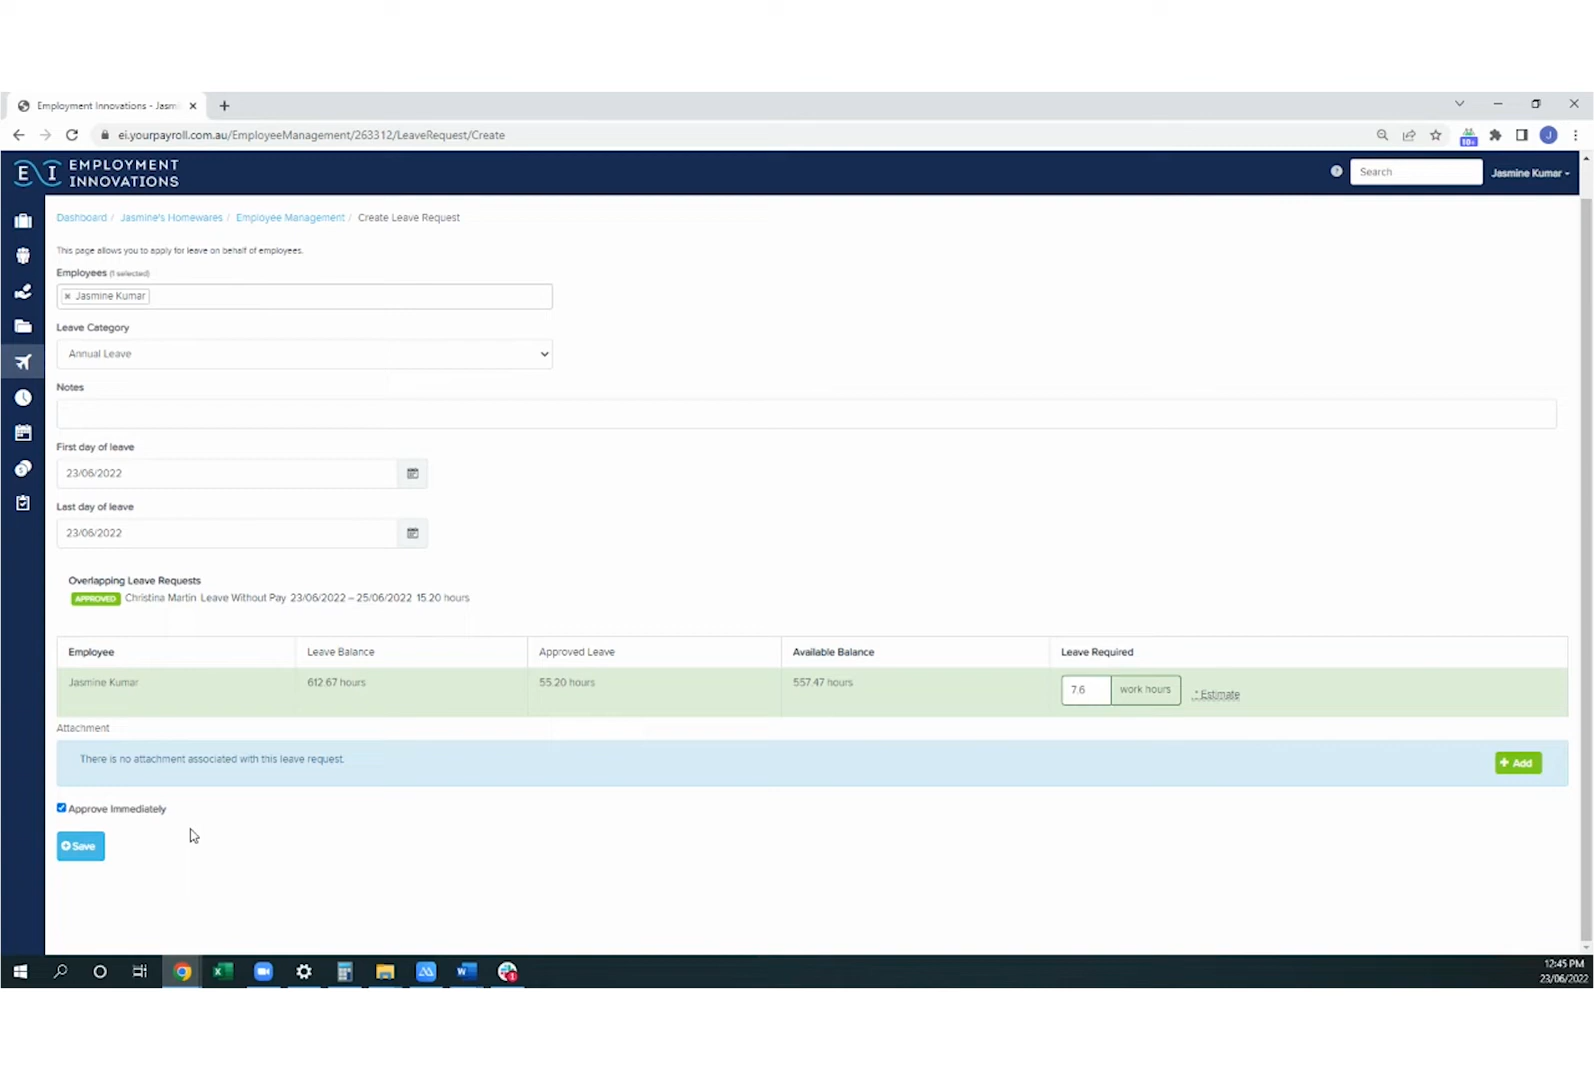 Employment Innovations - Jasm
ei.yourpayroll.com.au/EmployeeManagement/263312/LeaveRequest/Create
10+
J
EI EMPLOYMENT INNOVATIONS
Search
Jasmine Kumar
Dashboard / Jasmine's Homewares / Employee Management / Create Leave Request
This page allows you to apply for leave on behalf of employees.
Employees (1 selected)
× Jasmine Kumar
Leave Category
Annual Leave
Notes
First day of leave
23/06/2022
Last day of leave
23/06/2022
Overlapping Leave Requests
APPROVED Christina Martin Leave Without Pay 23/06/2022 – 25/06/2022 15.20 hours
Employee Leave Balance Approved Leave Available Balance Leave Required
Jasmine Kumar 612.67 hours 55.20 hours 557.47 hours 7.6 work hours * Estimate
Attachment
There is no attachment associated with this leave request.
+ Add
Approve Immediately
Save
12:45 PM
23/06/2022